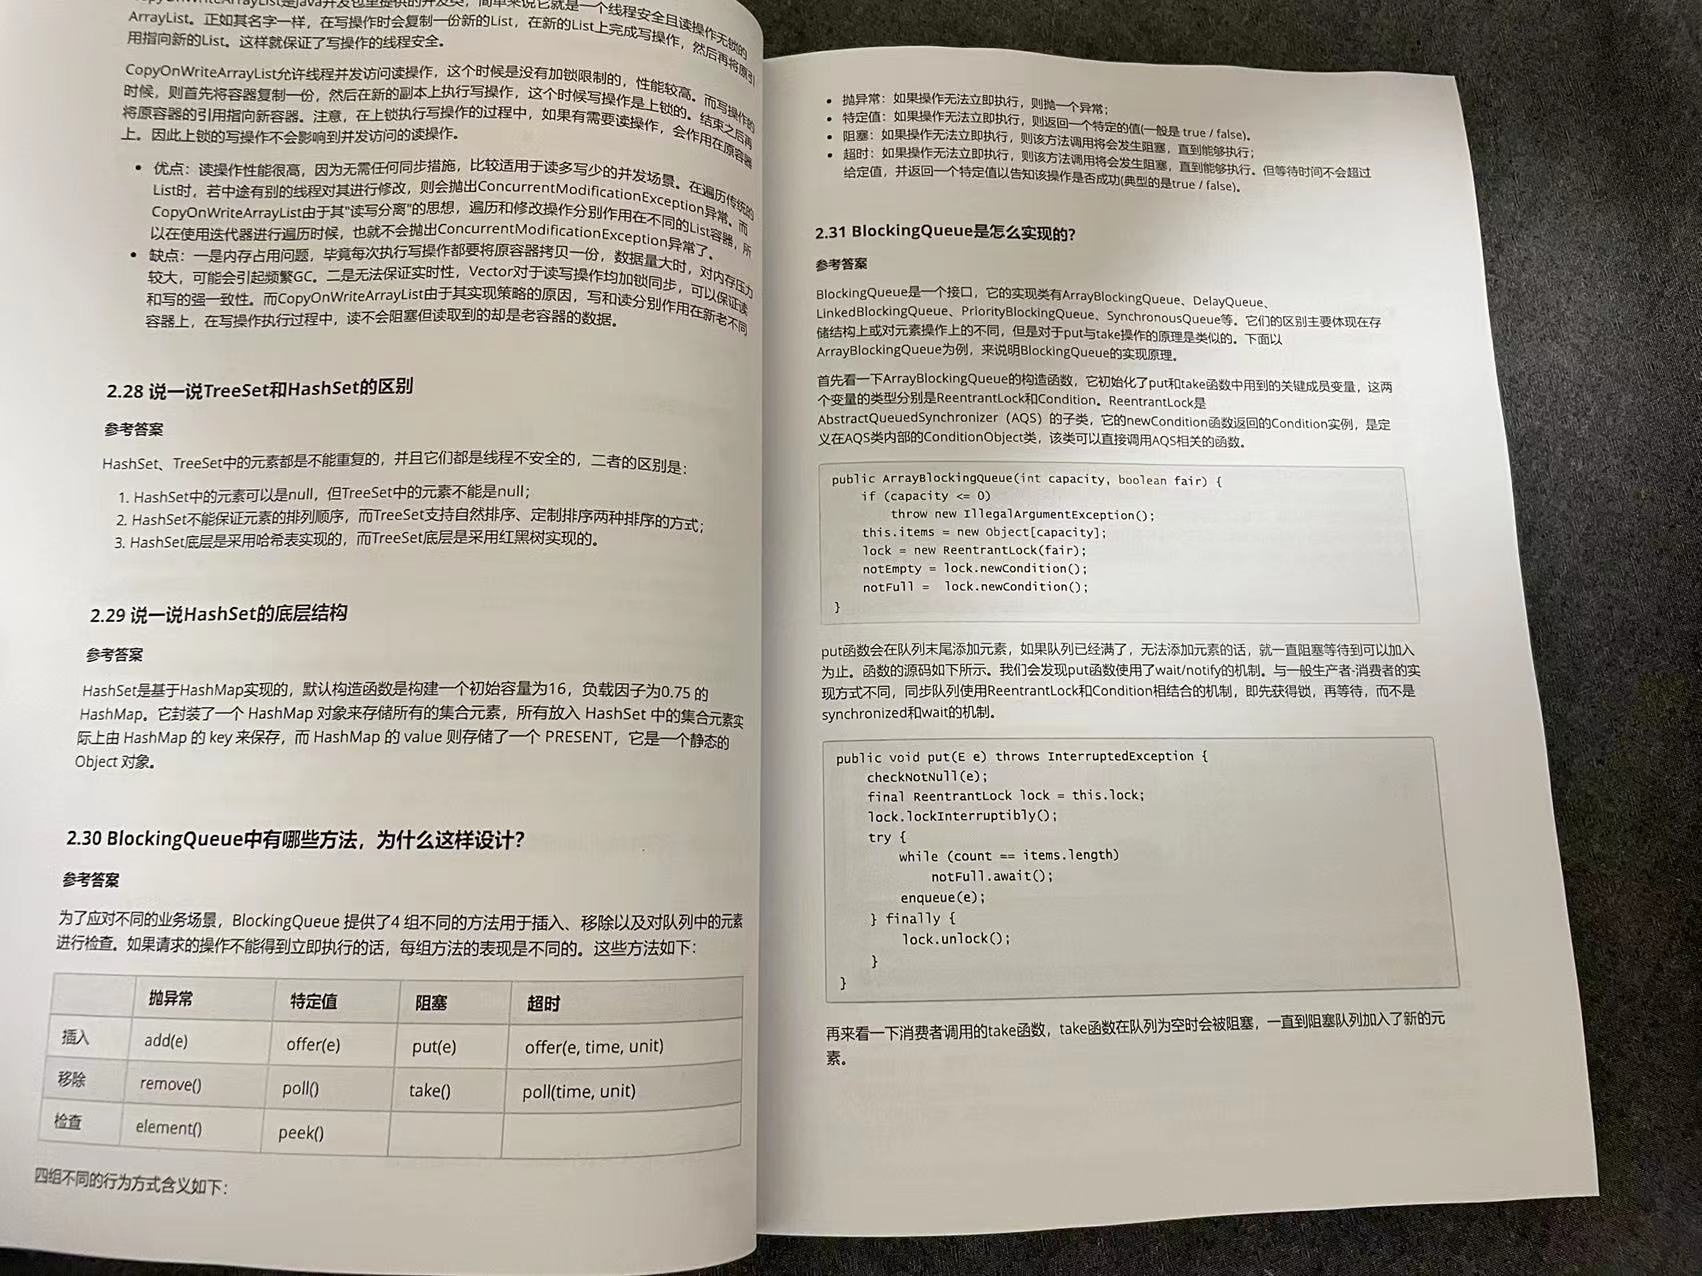 CopyOnWriteArrayList是Java并发包里提供的并发类，简单来说它就是一个线程安全且读操作无锁的
ArrayList。正如其名字一样，在写操作时会复制一份新的List，在新的List上完成写操作，然后再将原引
用指向新的List。这样就保证了写操作的线程安全。
CopyOnWriteArrayList允许线程并发访问读操作，这个时候是没有加锁限制的，性能较高。而写操作的
时候，则首先将容器复制一份，然后在新的副本上执行写操作，这个时候写操作是上锁的。结束之后再
将原容器的引用指向新容器。注意，在上锁执行写操作的过程中，如果有需要读操作，会作用在原容器
上。因此上锁的写操作不会影响到并发访问的读操作。
• 优点：读操作性能很高，因为无需任何同步措施，比较适用于读多写少的并发场景。在遍历传统的
List时，若中途有别的线程对其进行修改，则会抛出ConcurrentModificationException异常。而
CopyOnWriteArrayList由于其"读写分离"的思想，遍历和修改操作分别作用在不同的List容器，所
以在使用迭代器进行遍历时候，也就不会抛出ConcurrentModificationException异常了。
• 缺点：一是内存占用问题，毕竟每次执行写操作都要将原容器拷贝一份，数据量大时，对内存压力
较大，可能会引起频繁GC。二是无法保证实时性，Vector对于读写操作均加锁同步，可以保证读
和写的强一致性。而CopyOnWriteArrayList由于其实现策略的原因，写和读分别作用在新老不同
容器上，在写操作执行过程中，读不会阻塞但读取到的却是老容器的数据。
2.28 说一说TreeSet和HashSet的区别
参考答案
HashSet、TreeSet中的元素都是不能重复的，并且它们都是线程不安全的，二者的区别是：
1. HashSet中的元素可以是null，但TreeSet中的元素不能是null；
2. HashSet不能保证元素的排列顺序，而TreeSet支持自然排序、定制排序两种排序的方式；
3. HashSet底层是采用哈希表实现的，而TreeSet底层是采用红黑树实现的。
2.29 说一说HashSet的底层结构
参考答案
HashSet是基于HashMap实现的，默认构造函数是构建一个初始容量为16，负载因子为0.75 的
HashMap。它封装了一个 HashMap 对象来存储所有的集合元素，所有放入 HashSet 中的集合元素实
际上由 HashMap 的 key 来保存，而 HashMap 的 value 则存储了一个 PRESENT，它是一个静态的
Object 对象。
2.30 BlockingQueue中有哪些方法，为什么这样设计？
参考答案
为了应对不同的业务场景，BlockingQueue 提供了4 组不同的方法用于插入、移除以及对队列中的元素
进行检查。如果请求的操作不能得到立即执行的话，每组方法的表现是不同的。这些方法如下：
抛异常 特定值 阻塞 超时
插入 add(e) offer(e) put(e) offer(e, time, unit)
移除 remove() poll() take() poll(time, unit)
检查 element() peek()
四组不同的行为方式含义如下：
• 抛异常：如果操作无法立即执行，则抛一个异常；
• 特定值：如果操作无法立即执行，则返回一个特定的值(一般是 true / false)。
• 阻塞：如果操作无法立即执行，则该方法调用将会发生阻塞，直到能够执行；
• 超时：如果操作无法立即执行，则该方法调用将会发生阻塞，直到能够执行。但等待时间不会超过
给定值，并返回一个特定值以告知该操作是否成功(典型的是true / false)。
2.31 BlockingQueue是怎么实现的？
参考答案
BlockingQueue是一个接口，它的实现类有ArrayBlockingQueue、DelayQueue、
LinkedBlockingQueue、PriorityBlockingQueue、SynchronousQueue等。它们的区别主要体现在存
储结构上或对元素操作上的不同，但是对于put与take操作的原理是类似的。下面以
ArrayBlockingQueue为例，来说明BlockingQueue的实现原理。
首先看一下ArrayBlockingQueue的构造函数，它初始化了put和take函数中用到的关键成员变量，这两
个变量的类型分别是ReentrantLock和Condition。ReentrantLock是
AbstractQueuedSynchronizer（AQS）的子类，它的newCondition函数返回的Condition实例，是定
义在AQS类内部的ConditionObject类，该类可以直接调用AQS相关的函数。
public ArrayBlockingQueue(int capacity, boolean fair) {
if (capacity <= 0)
throw new IllegalArgumentException();
this.items = new Object[capacity];
lock = new ReentrantLock(fair);
notEmpty = lock.newCondition();
notFull =  lock.newCondition();
}
put函数会在队列末尾添加元素，如果队列已经满了，无法添加元素的话，就一直阻塞等待到可以加入
为止。函数的源码如下所示。我们会发现put函数使用了wait/notify的机制。与一般生产者-消费者的实
现方式不同，同步队列使用ReentrantLock和Condition相结合的机制，即先获得锁，再等待，而不是
synchronized和wait的机制。
public void put(E e) throws InterruptedException {
checkNotNull(e);
final ReentrantLock lock = this.lock;
lock.lockInterruptibly();
try {
while (count == items.length)
notFull.await();
enqueue(e);
} finally {
lock.unlock();
}
}
再来看一下消费者调用的take函数，take函数在队列为空时会被阻塞，一直到阻塞队列加入了新的元
素。